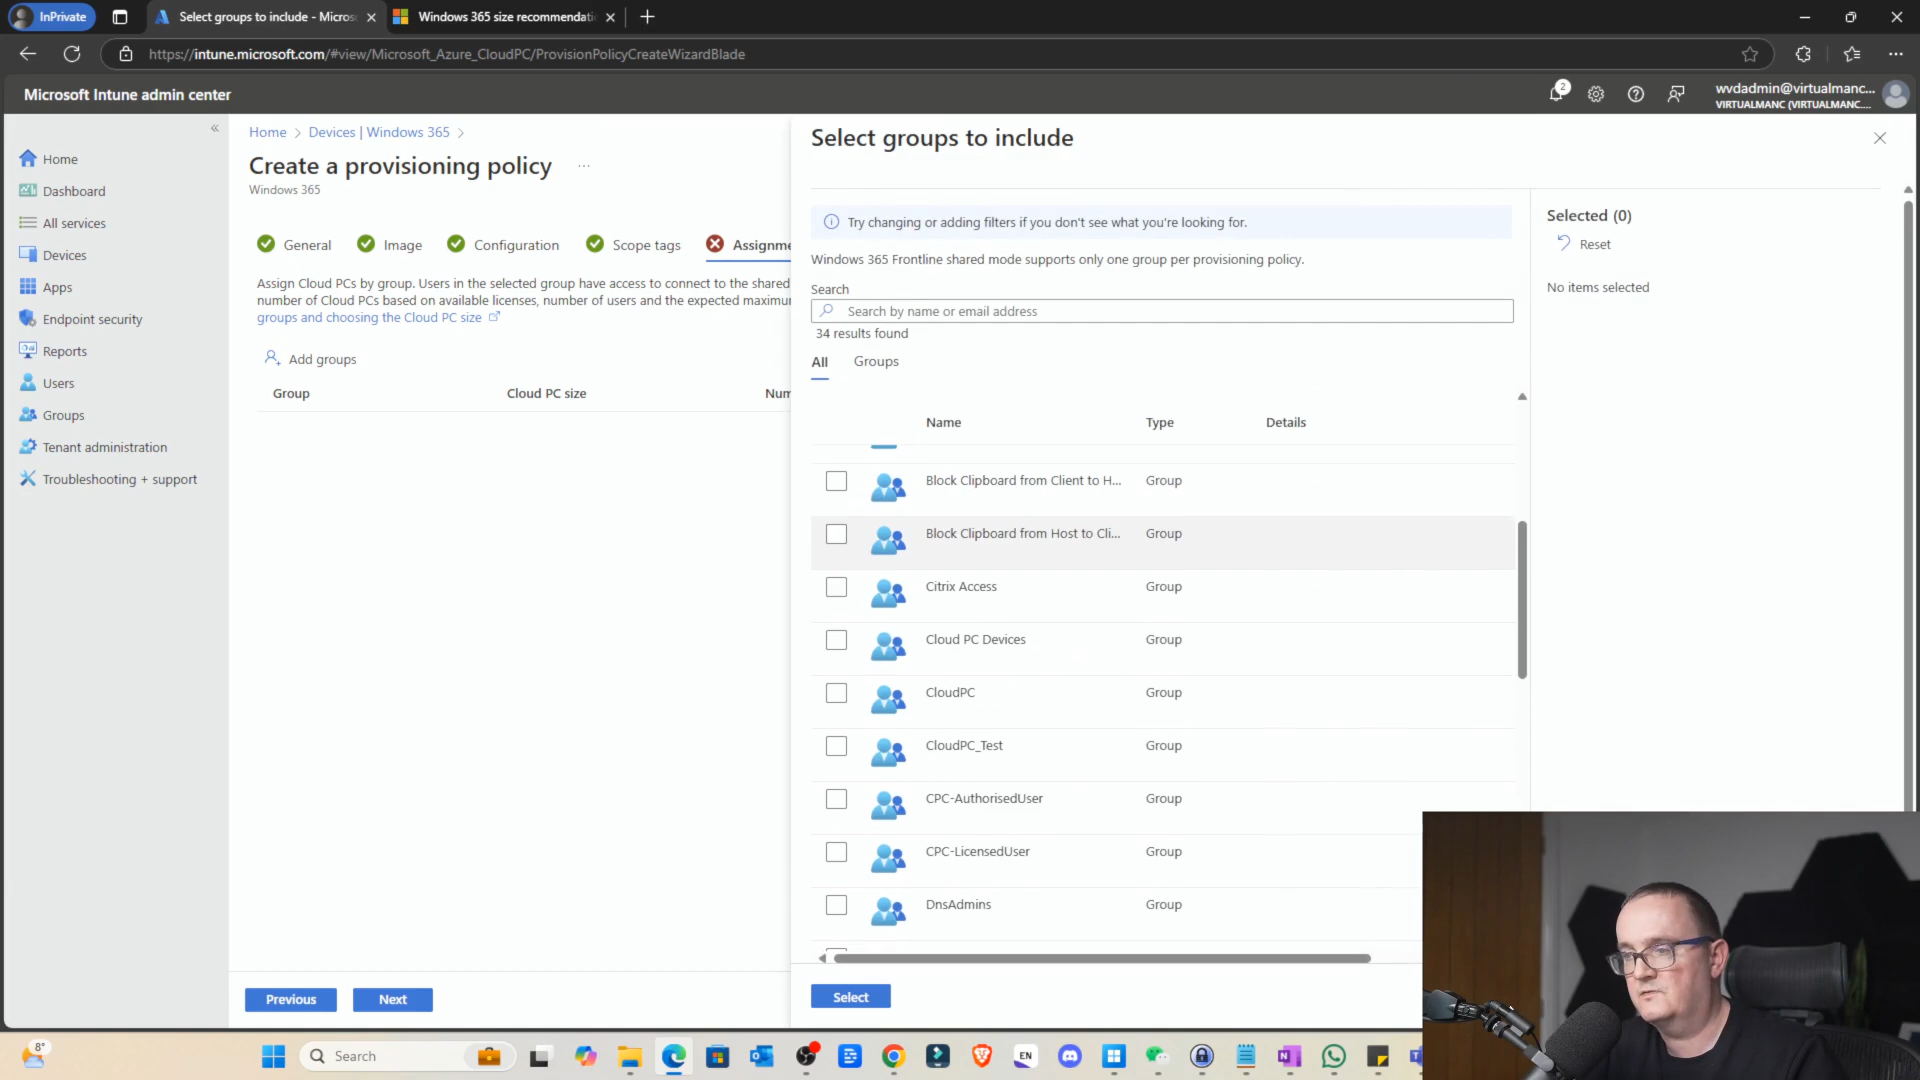 InPrivate
Select groups to include - Micros
Windows 365 size recommendati
https://intune.microsoft.com/#view/Microsoft_Azure_CloudPC/ProvisionPolicyCreateWizardBlade
Microsoft Intune admin center
2
wvdadmin@virtualmanc...
VIRTUALMANC (VIRTUALMANC....
Home
Dashboard
All services
Devices
Apps
Endpoint security
Reports
Users
Groups
Tenant administration
Troubleshooting + support
Home > Devices | Windows 365 >
Create a provisioning policy
...
Windows 365
General
Image
Configuration
Scope tags
Assignme
Assign Cloud PCs by group. Users in the selected group have access to connect to the shared
number of Cloud PCs based on available licenses, number of users and the expected maximu
groups and choosing the Cloud PC size
Add groups
Group
Cloud PC size
Num
Previous
Next
Select groups to include
Try changing or adding filters if you don't see what you're looking for.
Windows 365 Frontline shared mode supports only one group per provisioning policy.
Search
Search by name or email address
34 results found
All
Groups
Name
Type
Details
Block Clipboard from Client to H...
Group
Block Clipboard from Host to Cli...
Group
Citrix Access
Group
Cloud PC Devices
Group
CloudPC
Group
CloudPC_Test
Group
CPC-AuthorisedUser
Group
CPC-LicensedUser
Group
DnsAdmins
Group
Select
Selected (0)
Reset
No items selected
8°
Search
EN